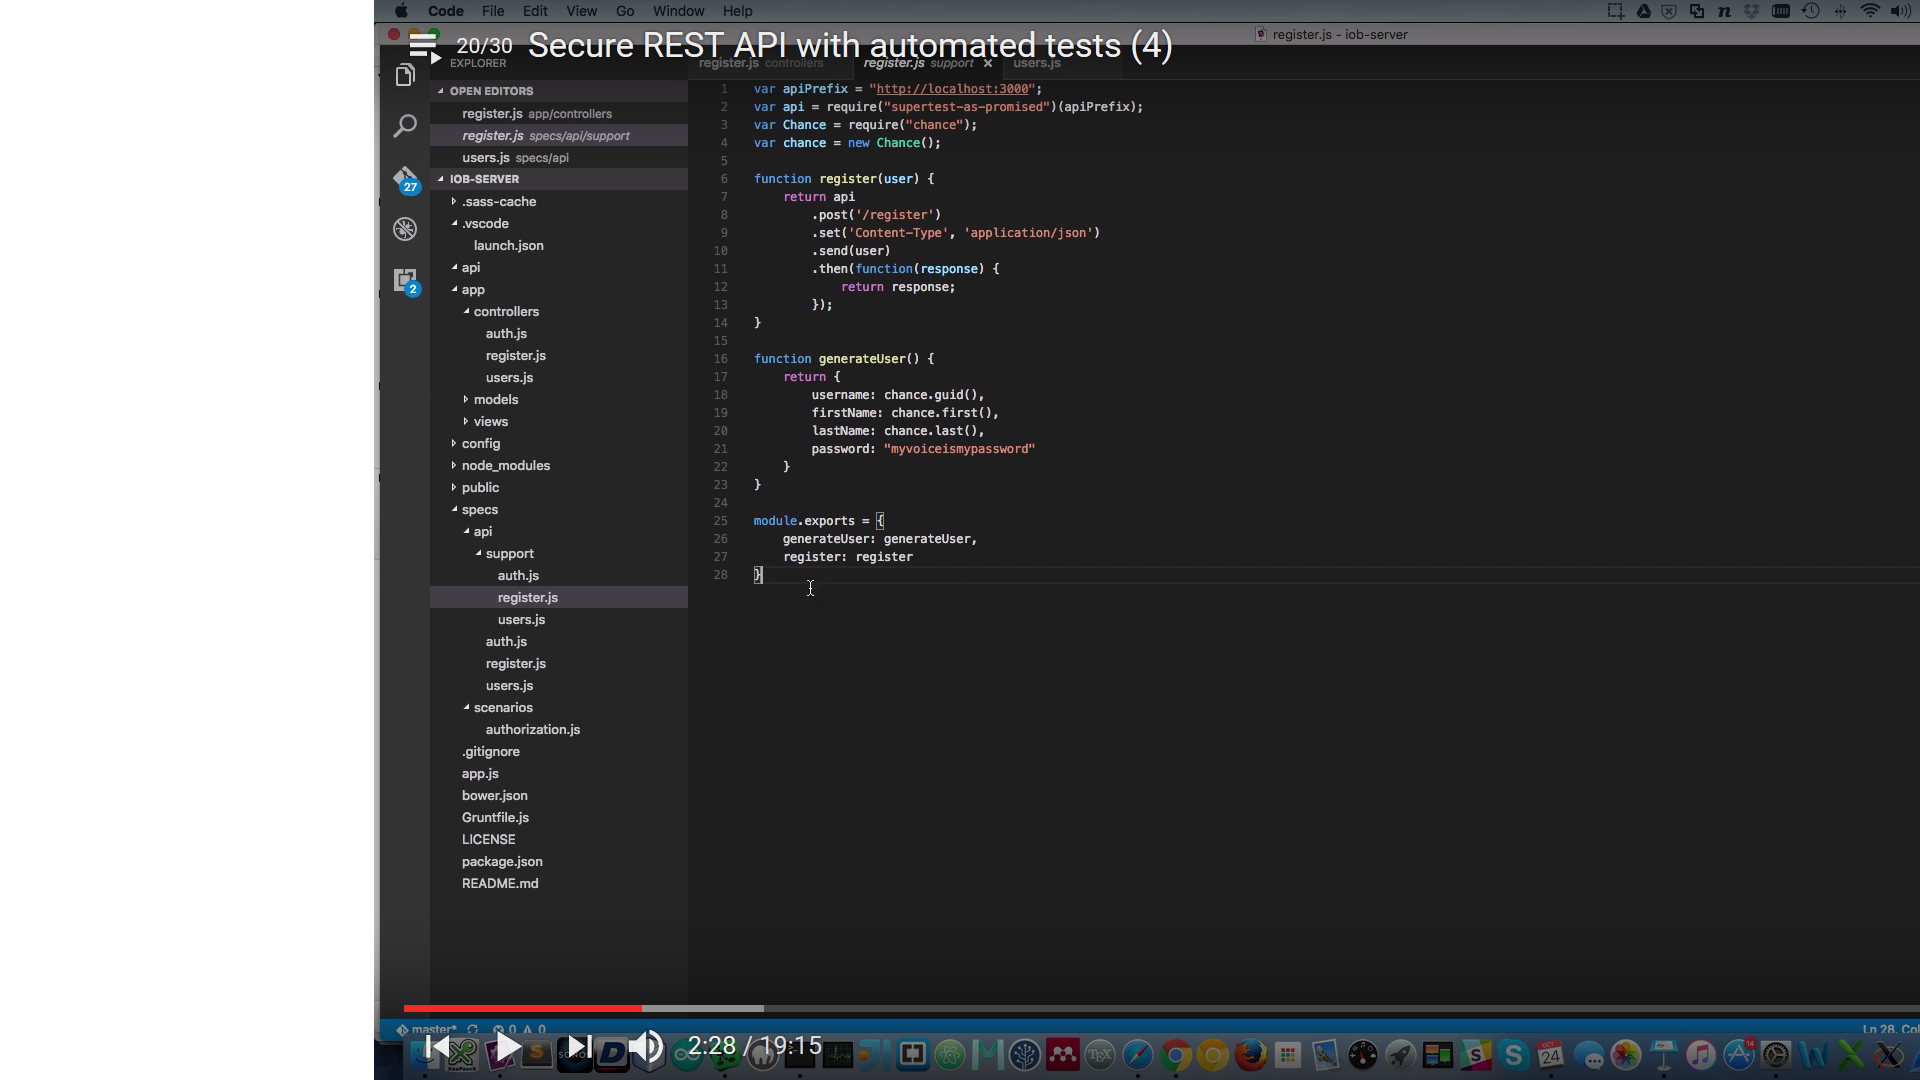 Code File Edit View Go Window Help
register.js - iob-server
20/30 Secure REST API with automated tests (4)
EXPLORER
register.js controllers register.js support users.js
OPEN EDITORS
register.js app/controllers
register.js specs/api/support
users.js specs/api
IOB-SERVER
.sass-cache
.vscode
launch.json
api
app
controllers
auth.js
register.js
users.js
models
views
config
node_modules
public
specs
api
support
auth.js
register.js
users.js
auth.js
register.js
users.js
scenarios
authorization.js
.gitignore
app.js
bower.json
Gruntfile.js
LICENSE
package.json
README.md
27
2
1 var apiPrefix = "http://localhost:3000";
2 var api = require("supertest-as-promised")(apiPrefix);
3 var Chance = require("chance");
4 var chance = new Chance();
5
6 function register(user) {
7 return api
8 .post('/register')
9 .set('Content-Type', 'application/json')
10 .send(user)
11 .then(function(response) {
12 return response;
13 });
14 }
15
16 function generateUser() {
17 return {
18 username: chance.guid(),
19 firstName: chance.first(),
20 lastName: chance.last(),
21 password: "myvoiceismypassword"
22 }
23 }
24
25 module.exports = {
26 generateUser: generateUser,
27 register: register
28 }
master* 0 0
Ln 28, Col
2:28 / 19:15
TEX
OCT
24
14